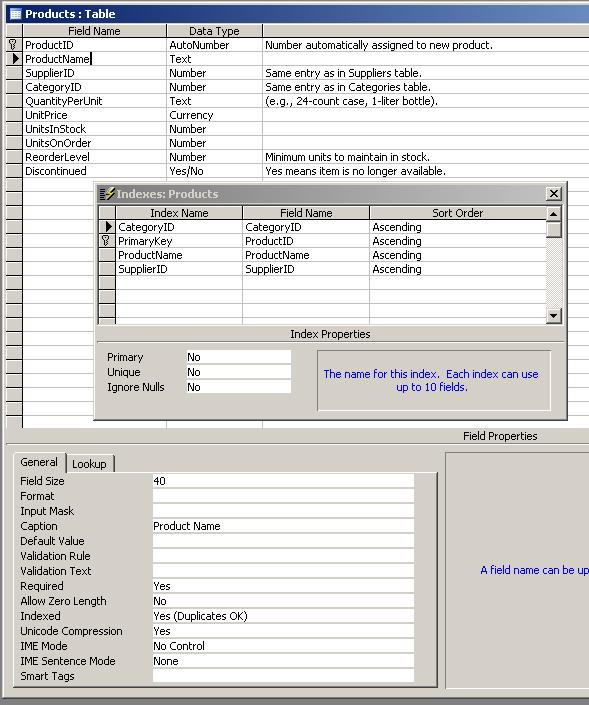 Products : Table
Field Name Data Type
ProductID AutoNumber Number automatically assigned to new product.
ProductName Text
SupplierID Number Same entry as in Suppliers table.
CategoryID Number Same entry as in Categories table.
QuantityPerUnit Text (e.g., 24-count case, 1-liter bottle).
UnitPrice Currency
UnitsInStock Number
UnitsOnOrder Number
ReorderLevel Number Minimum units to maintain in stock.
Discontinued Yes/No Yes means item is no longer available.
Indexes: Products
Index Name Field Name Sort Order
CategoryID CategoryID Ascending
PrimaryKey ProductID Ascending
ProductName ProductName Ascending
SupplierID SupplierID Ascending
Index Properties
Primary No
Unique No
Ignore Nulls No
The name for this index. Each index can use
up to 10 fields.
Field Properties
General Lookup
Field Size 40
Format
Input Mask
Caption Product Name
Default Value
Validation Rule
Validation Text
Required Yes
Allow Zero Length No
Indexed Yes (Duplicates OK)
Unicode Compression Yes
IME Mode No Control
IME Sentence Mode None
Smart Tags
A field name can be up